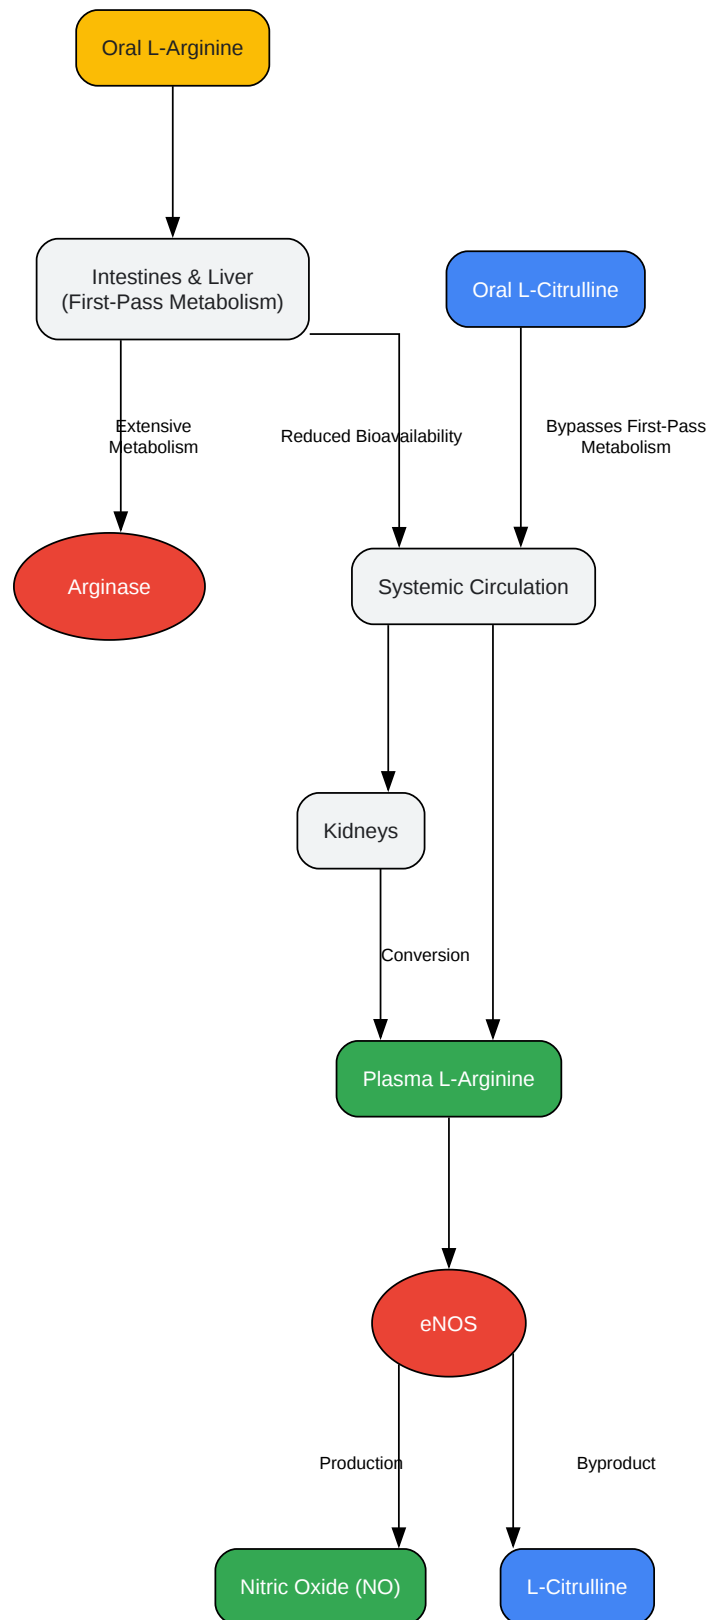 Oral L-Arginine
Intestines & Liver
(First-Pass Metabolism)
Oral L-Citrulline
Extensive
Metabolism
Reduced Bioavailability
Bypasses First-Pass
Metabolism
Arginase
Systemic Circulation
Kidneys
Conversion
Plasma L-Arginine
eNOS
Production
Byproduct
Nitric Oxide (NO)
L-Citrulline